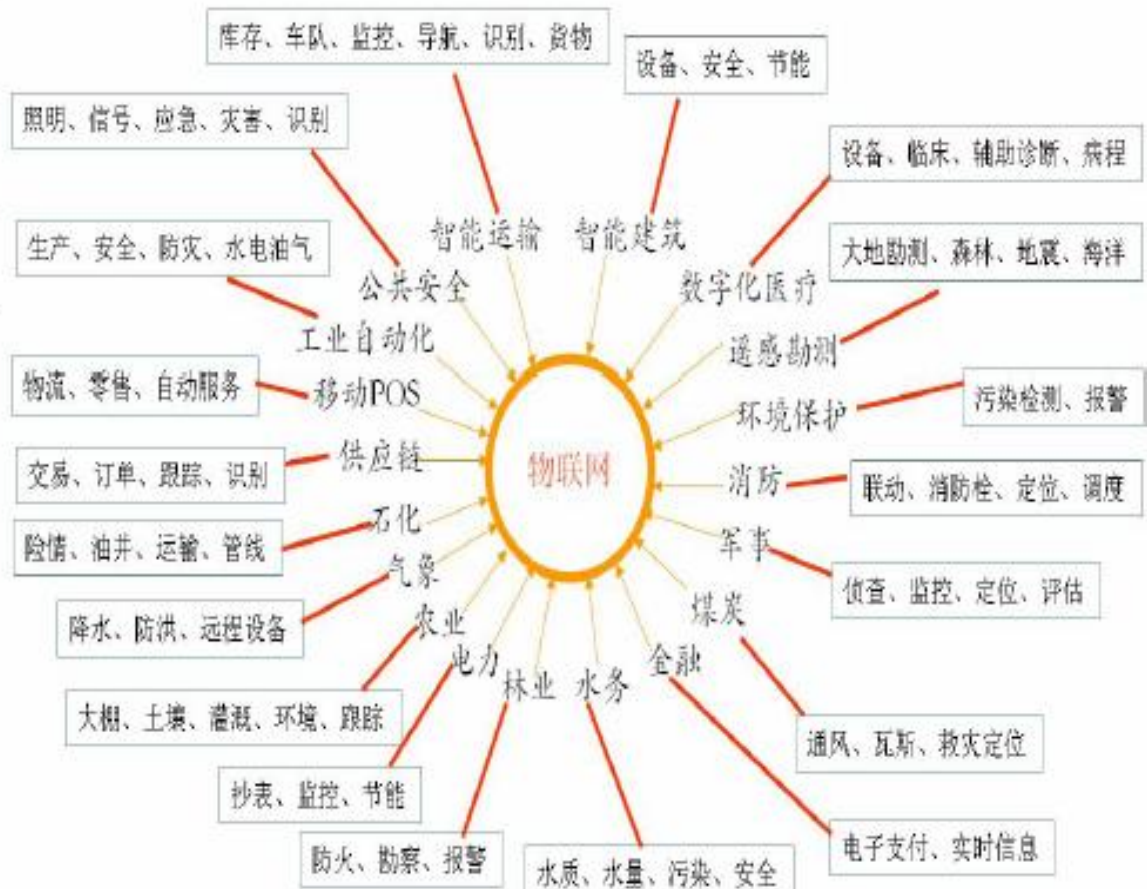 库存、车队、监控、导航、识别、货物
设备、安全、节能
照明、信号、应急、灾害、识别
设备、临床、辅助诊断、病程
智能运输
智能建筑
生产、安全、防灾、水电油气
大地勘测、森林、地震、海洋
公共安全
数字化医疗
工业自动化
遥感勘测
物流、零售、自动服务
移动POS
环境保护
污染检测、报警
交易、订单、跟踪、识别
供应链
物联网
消防
联动、消防栓、定位、调度
险情、油井、运输、管线
石化
军事
气象
侦查、监控、定位、评估
降水、防洪、远程设备
农业
煤炭
电力
金融
林业
水务
大棚、土壤、灌溉、环境、跟踪
通风、瓦斯、救灾定位
抄表、监控、节能
防火、勘察、报警
电子支付、实时信息
水质、水量、污染、安全